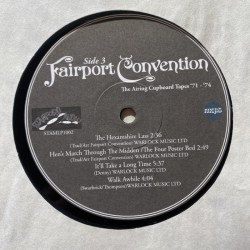 Side 3
Fairport Convention
The Airing Cupboard Tapes '71 - '74
STAMLP1002
mcps
The Hexamshire Lass 2:36
(Trad/Arr Fairport Convention) WARLOCK MUSIC LTD
Hen's Match Through The Midden/The Four Poster Bed 2:49
(Trad/Arr Fairport Convention) WARLOCK MUSIC LTD
It'll Take a Long Time 5:37
(Denny) WARLOCK MUSIC LTD
Walk Awhile 4:04
(Swarbrick/Thompson)WARLOCK MUSIC LTD